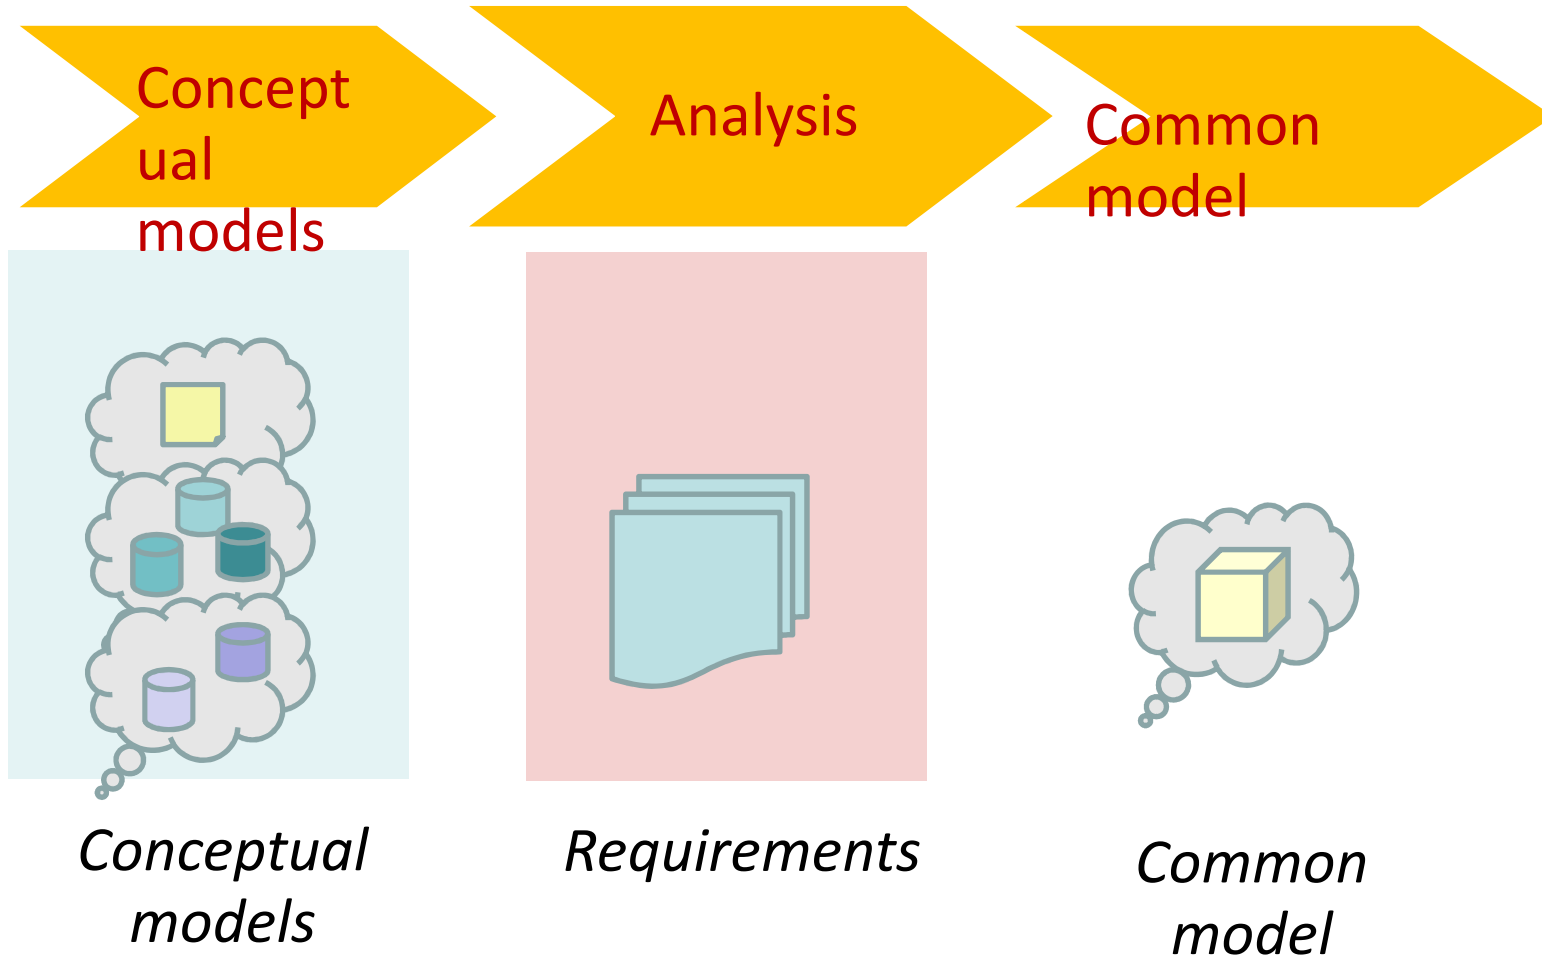 Concept
ual
models
Analysis
Common
model
Conceptual
models
Requirements
Common
model